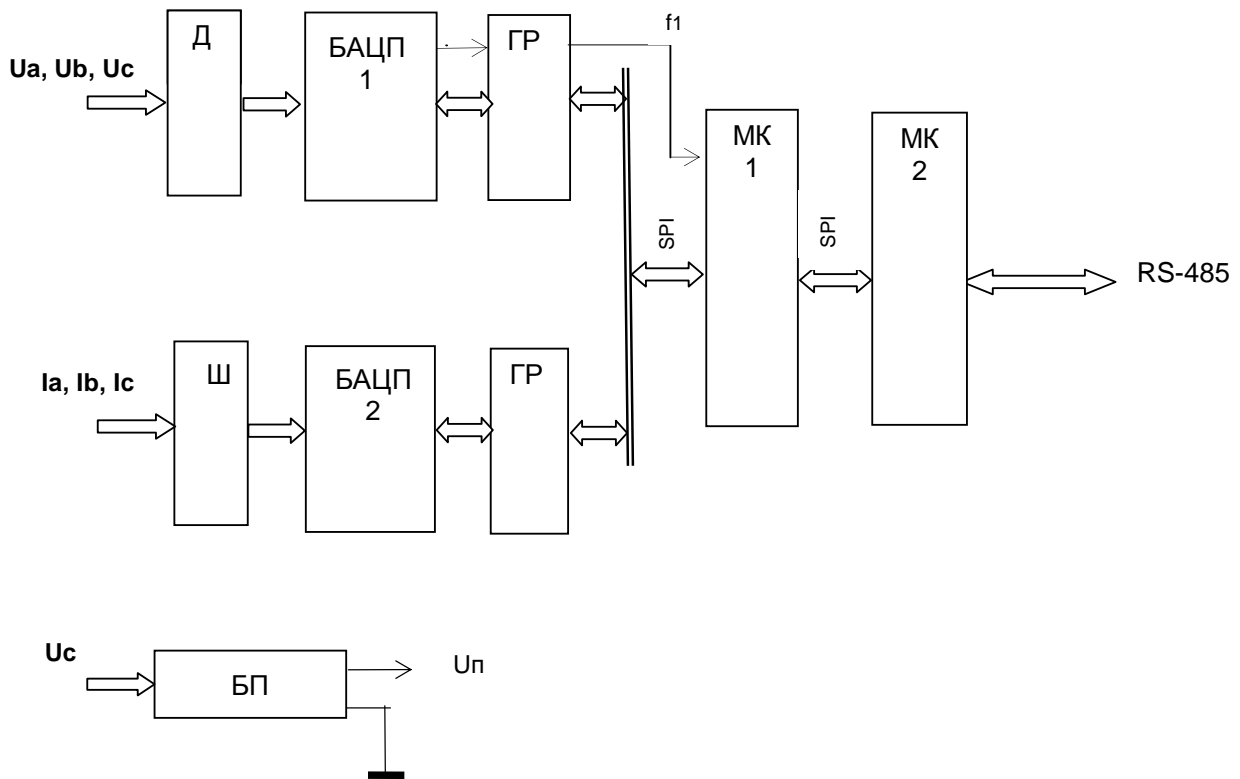 Ua, Ub, Uc
Д
БАЦП
1
ГР
f1
МК
1
МК
2
SPI
SPI
RS-485
Ia, Ib, Ic
Ш
БАЦП
2
ГР
Uc
БП
Uп